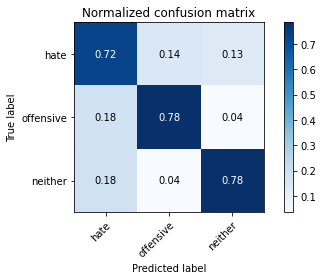 Normalized confusion matrix
True label
hate
offensive
neither
0.72 0.14 0.13
0.18 0.78 0.04
0.18 0.04 0.78
hate offensive neither
Predicted label
0.7
0.6
0.5
0.4
0.3
0.2
0.1